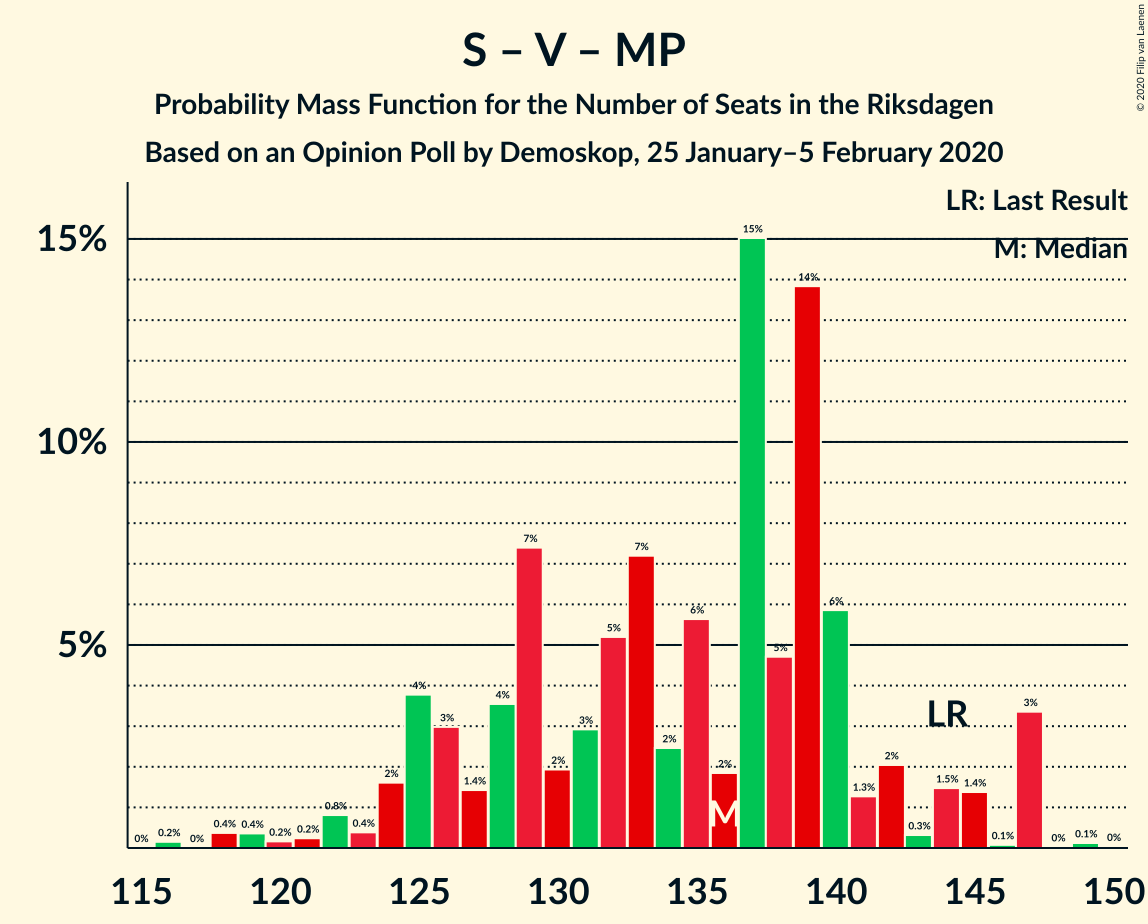 S – V – MP
Probability Mass Function for the Number of Seats in the Riksdagen
Based on an Opinion Poll by Demoskop, 25 January–5 February 2020
© 2020 Filip van Laenen
LR: Last Result
M: Median
15%
10%
5%
0% 0.2% 0% 0.4% 0.4% 0.2% 0.2% 0.8% 0.4% 2% 4% 3% 1.4% 4% 7% 2% 3% 5% 7% 2% 6% 2% 15% 5% 14% 6% 1.3% 2% 0.3% 1.5% 1.4% 0.1% 3% 0% 0.1% 0%
LR
M
115 120 125 130 135 140 145 150